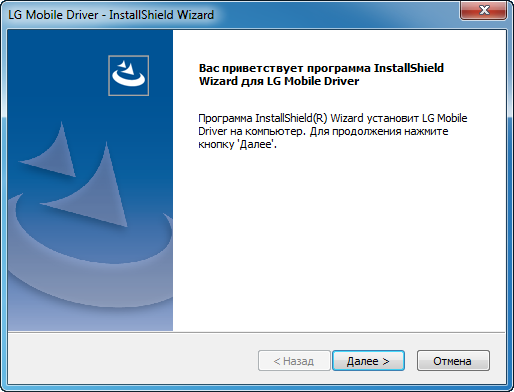 LG Mobile Driver - InstallShield Wizard
Вас приветствует программа InstallShield
Wizard для LG Mobile Driver
Программа InstallShield(R) Wizard установит LG Mobile
Driver на компьютер. Для продолжения нажмите
кнопку 'Далее'.
< Назад
Далее >
Отмена